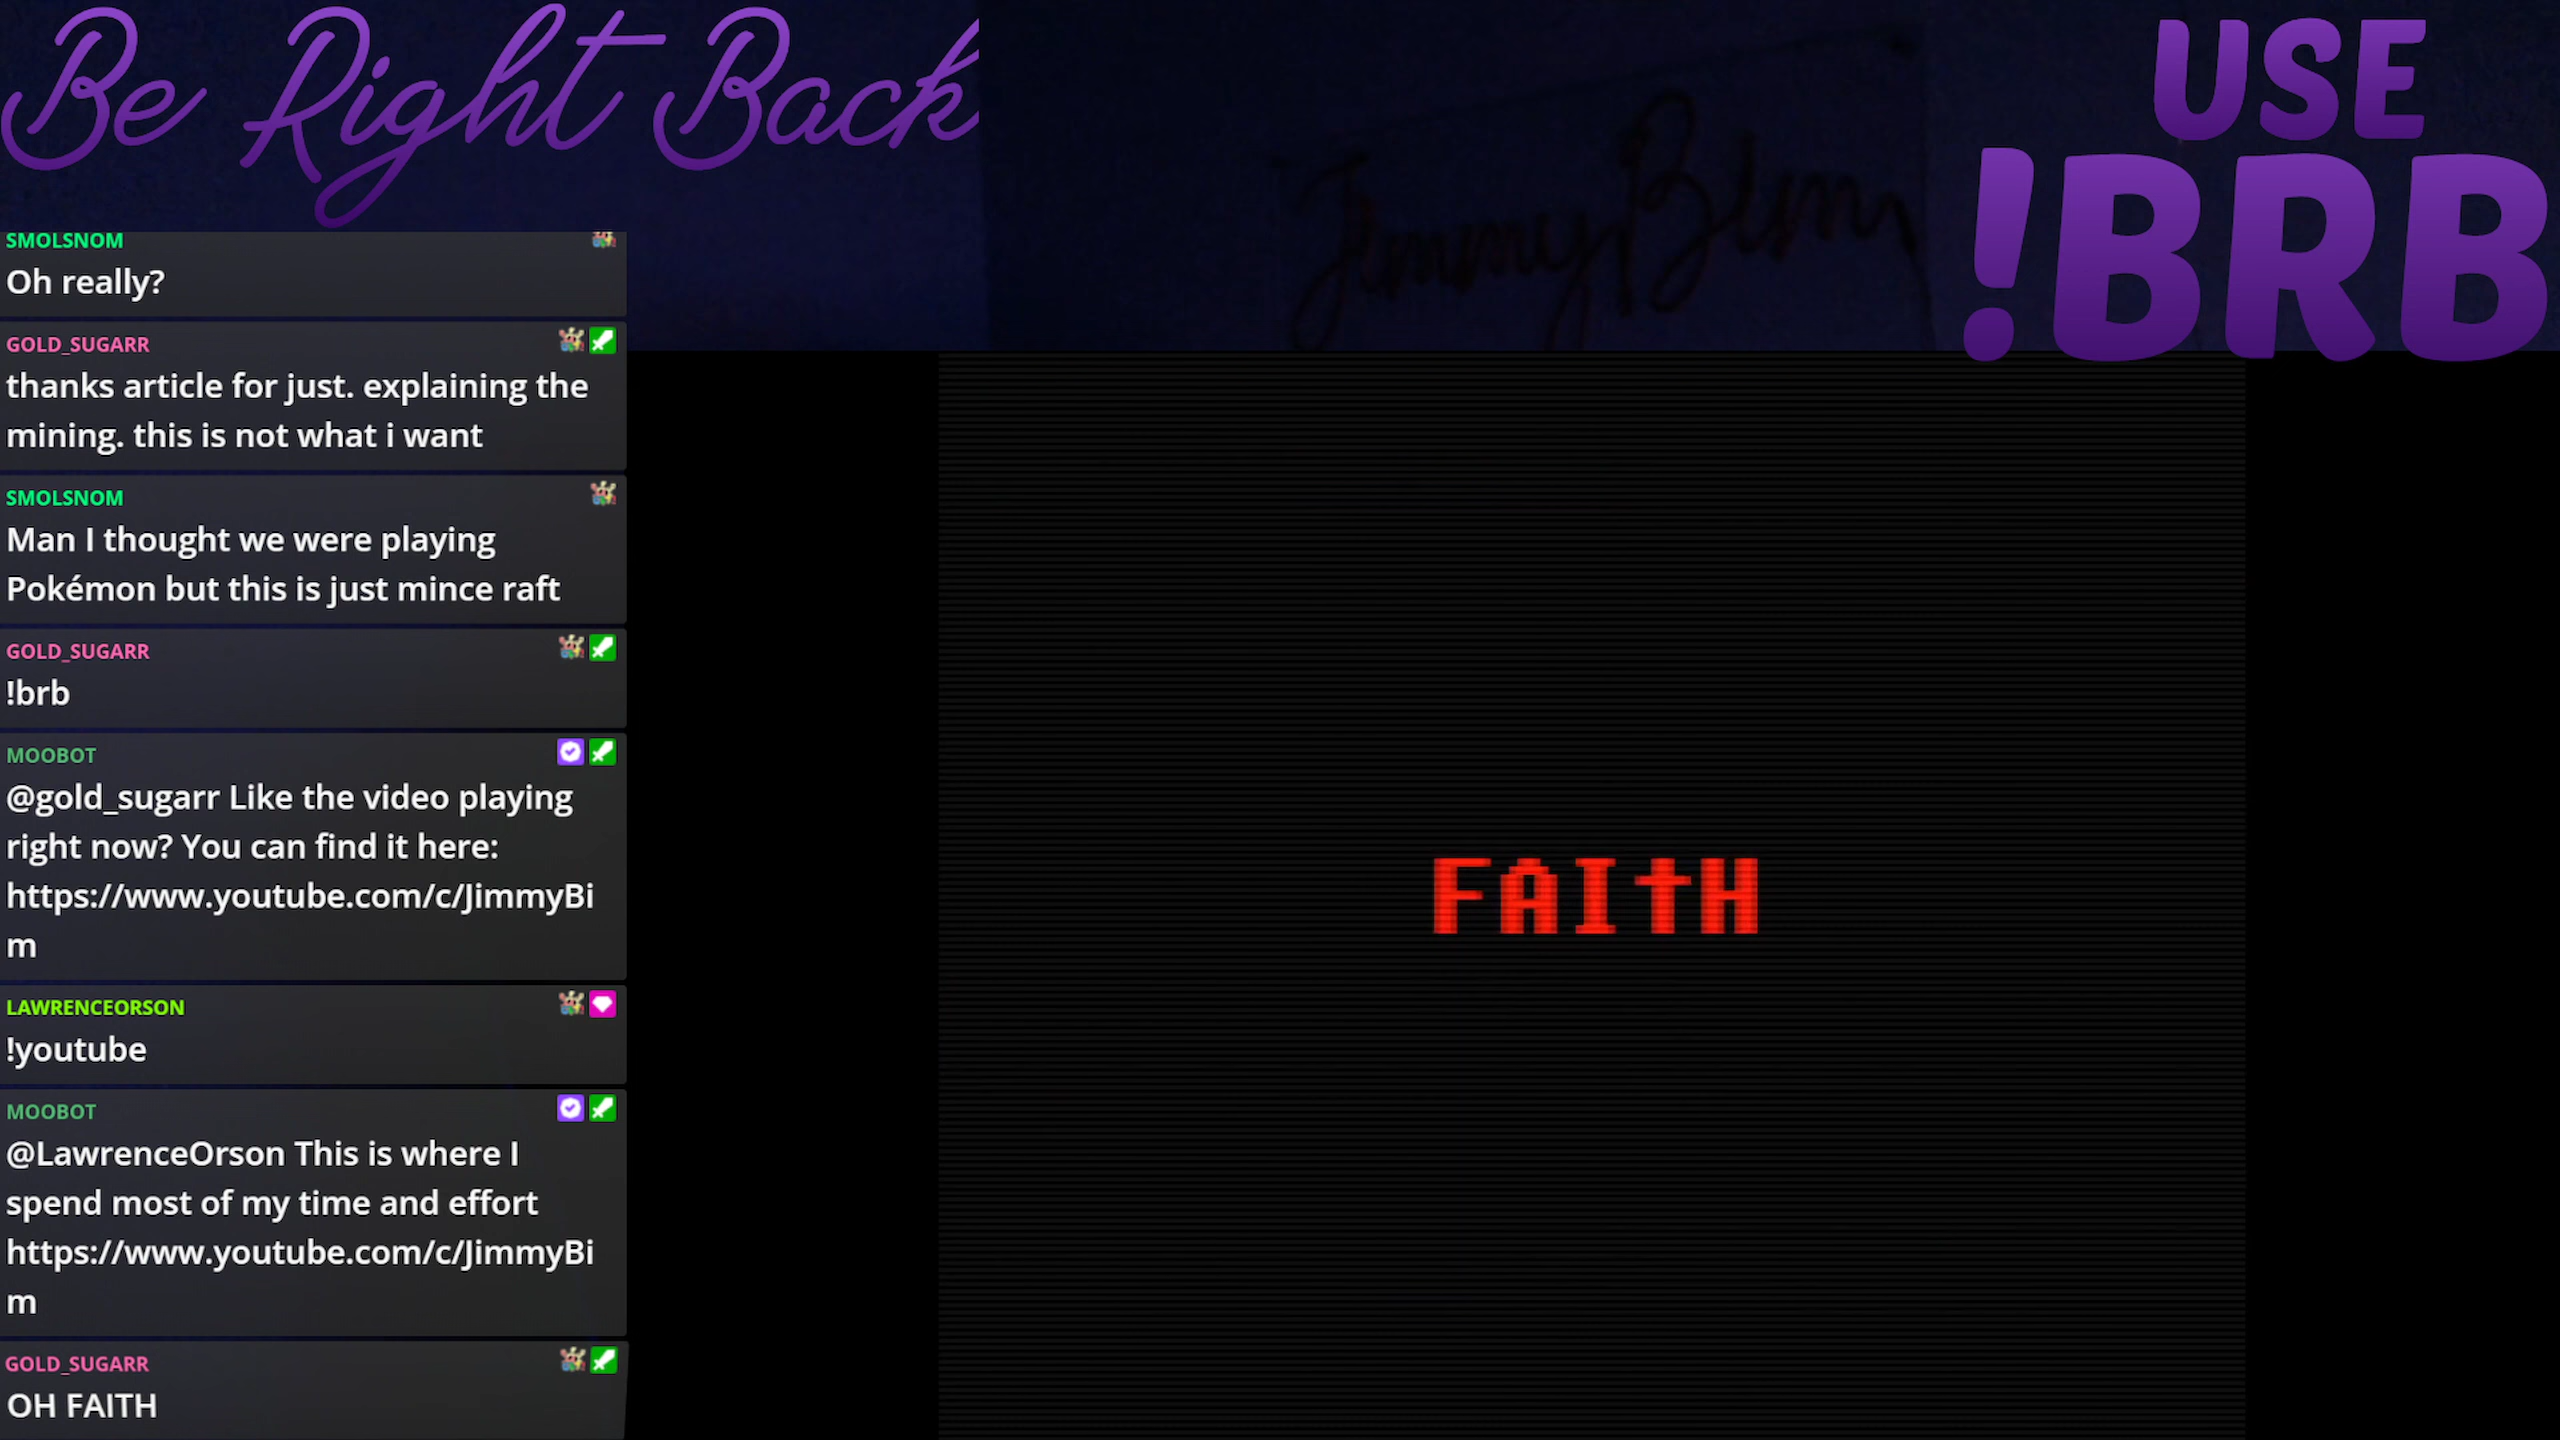 Be Right Back
Jimmy Bim
USE
!BRB
SMOLSNOM
Oh really?
GOLD_SUGARR
thanks article for just. explaining the
mining. this is not what i want
SMOLSNOM
Man I thought we were playing
Pokémon but this is just mince raft
GOLD_SUGARR
!brb
MOOBOT
@gold_sugarr Like the video playing
right now? You can find it here:
https://www.youtube.com/c/JimmyBi
m
LAWRENCEORSON
!youtube
MOOBOT
@LawrenceOrson This is where I
spend most of my time and effort
https://www.youtube.com/c/JimmyBi
m
GOLD_SUGARR
OH FAITH
FAItH